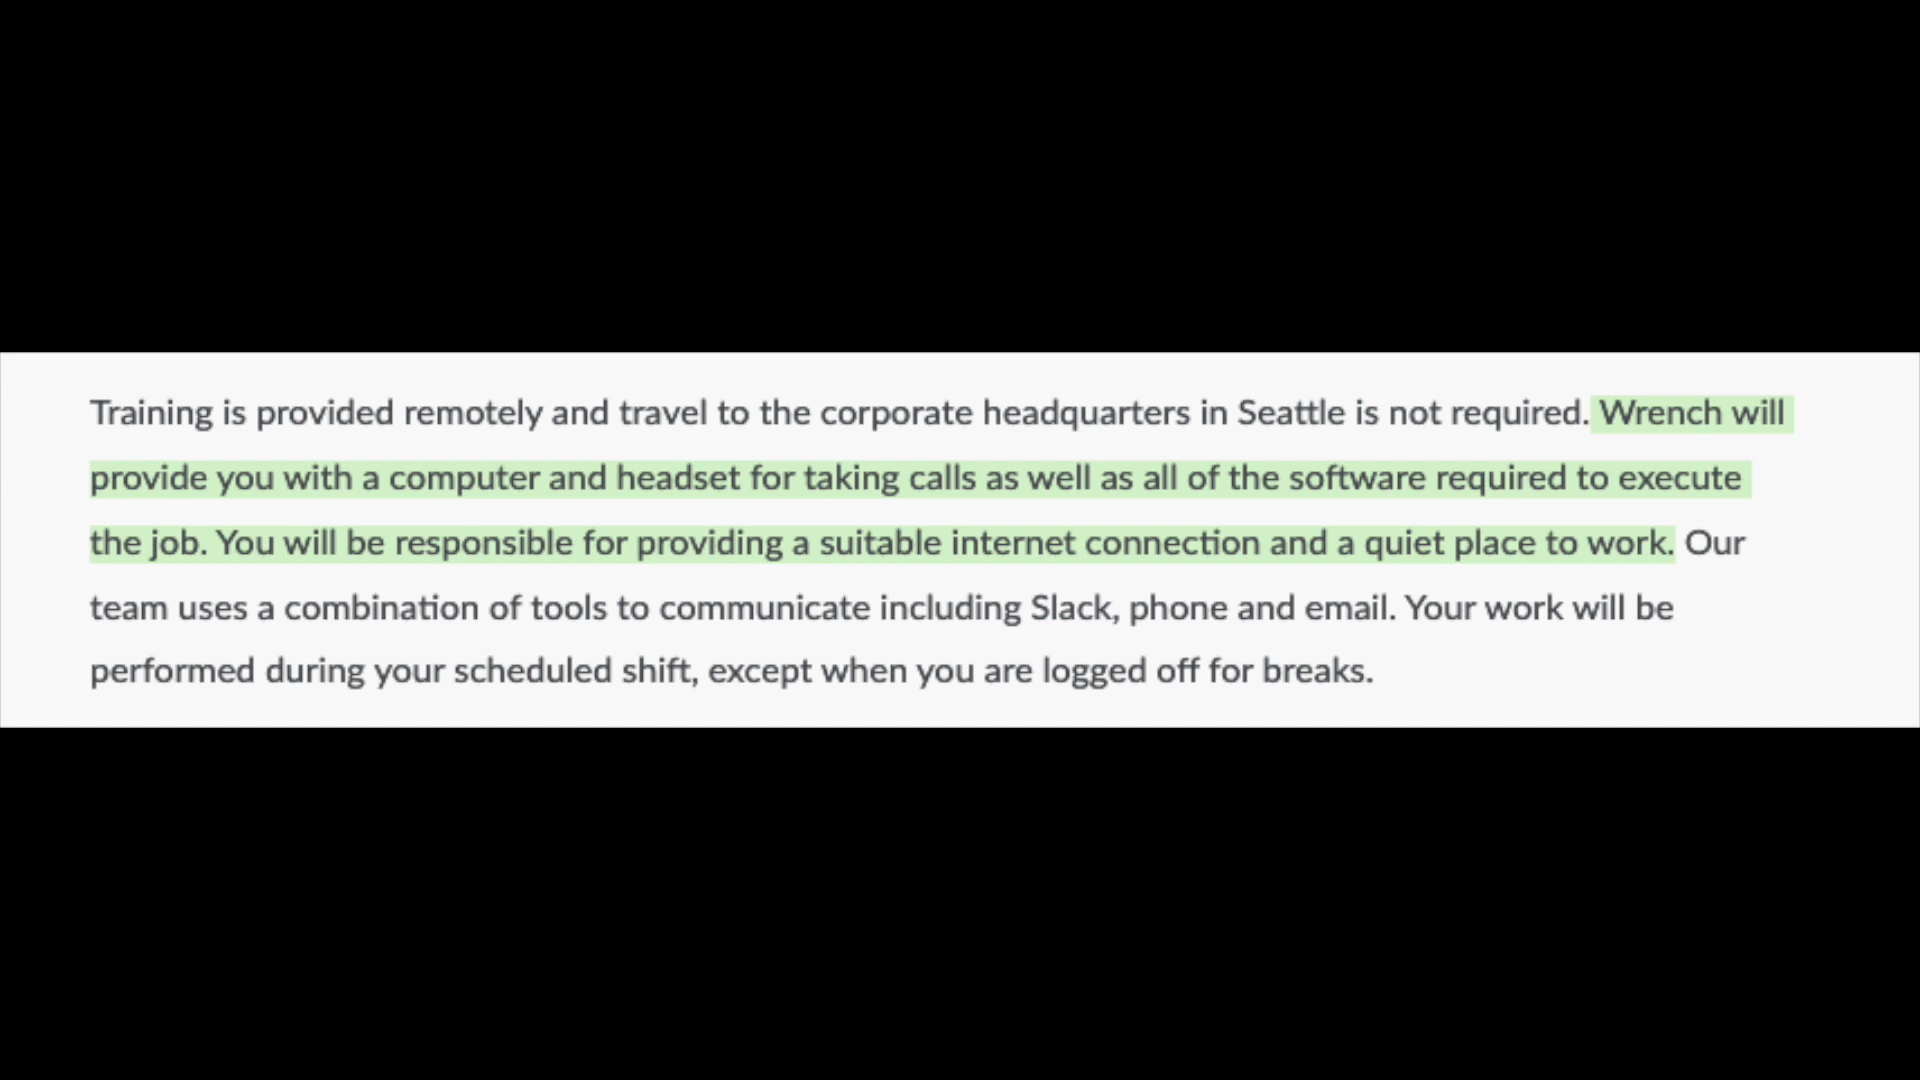 Training is provided remotely and travel to the corporate headquarters in Seattle is not required. Wrench will
provide you with a computer and headset for taking calls as well as all of the software required to execute
the job. You will be responsible for providing a suitable internet connection and a quiet place to work. Our
team uses a combination of tools to communicate including Slack, phone and email. Your work will be
performed during your scheduled shift, except when you are logged off for breaks.